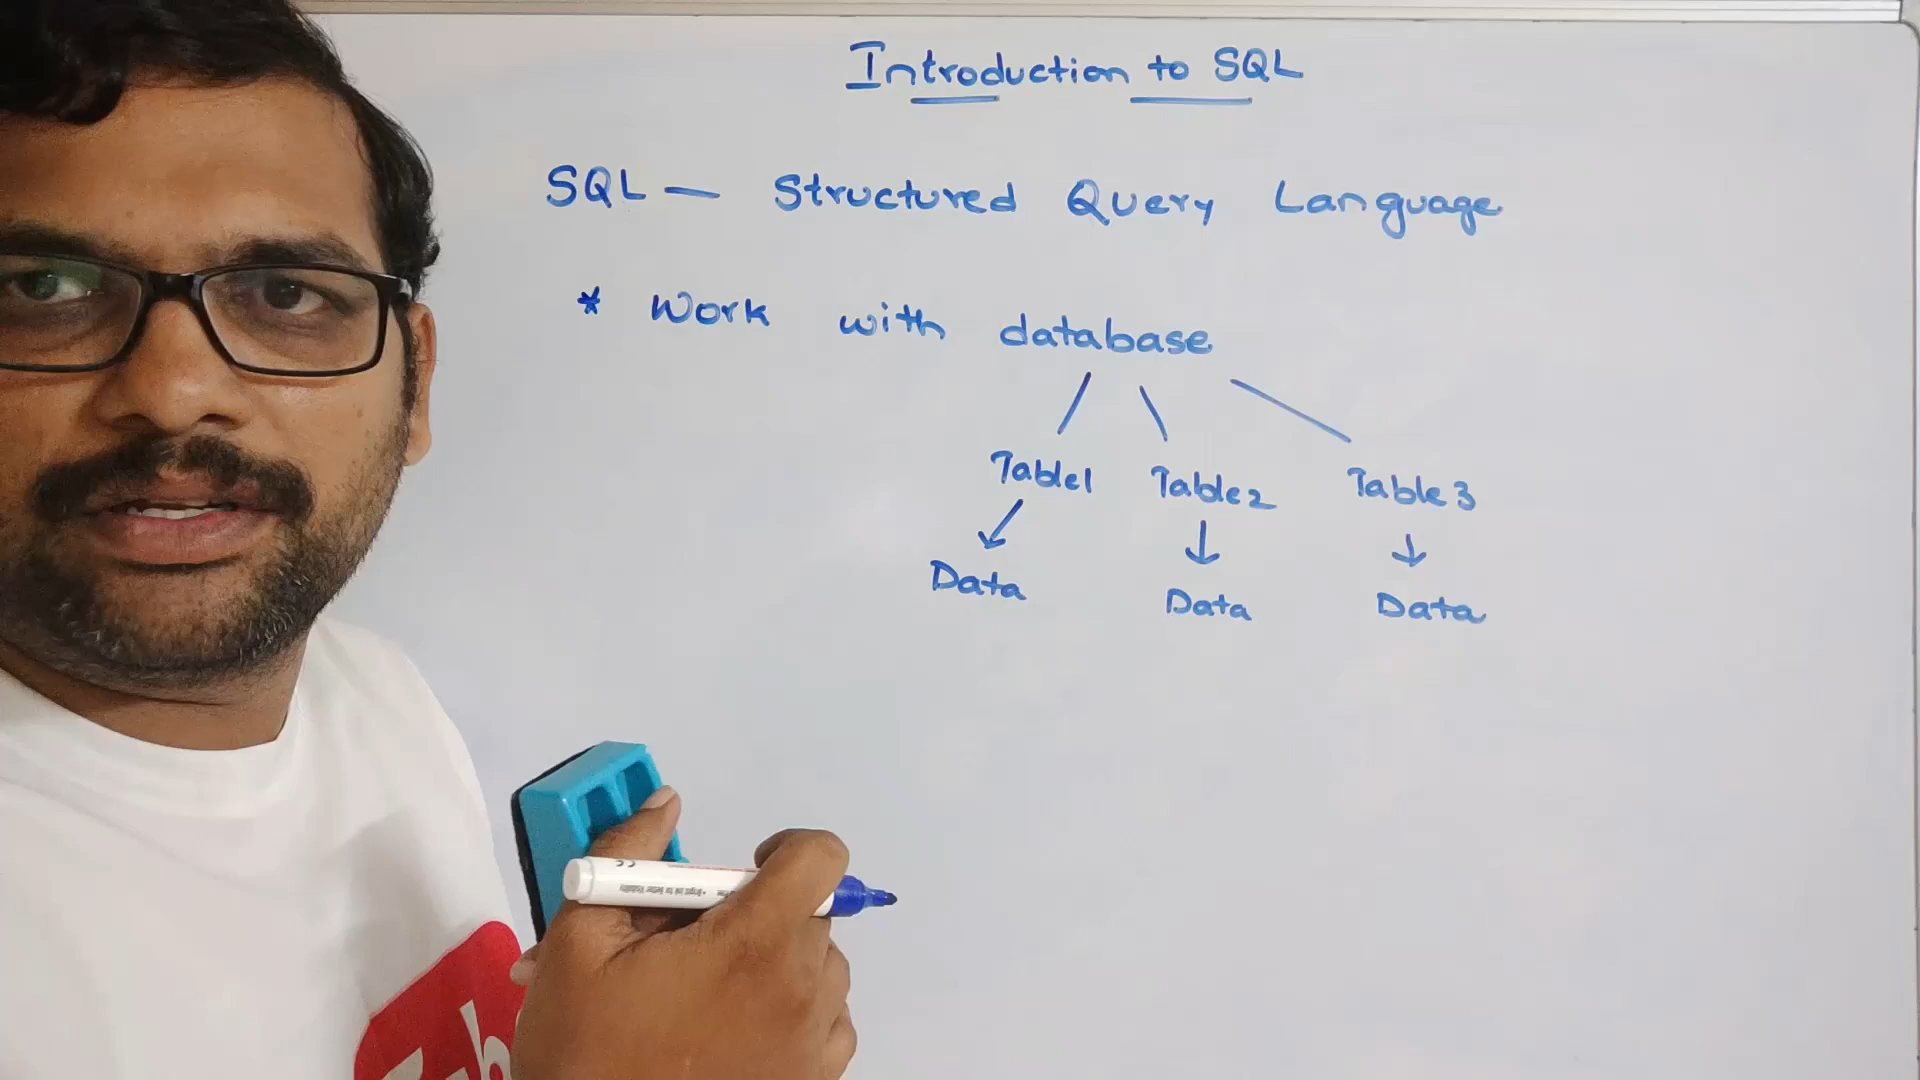 Introduction to SQL
SQL — Structured Query Language
* Work with database
Table1 Table2 Table3
Data Data Data